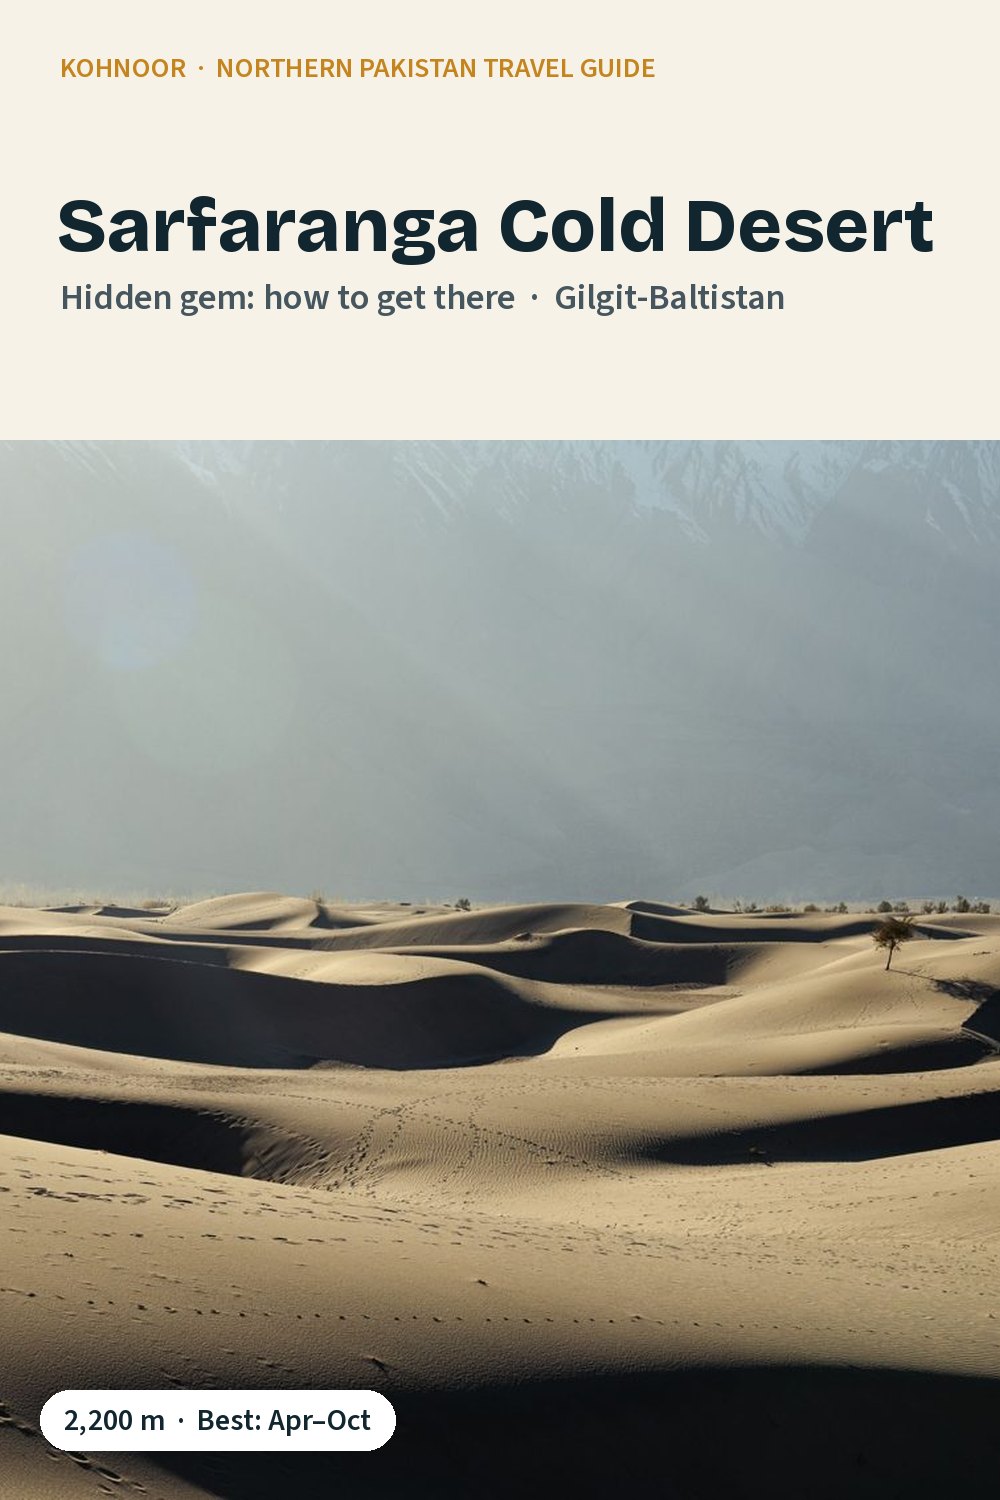 KOHNOOR · NORTHERN PAKISTAN TRAVEL GUIDE
Sarfaranga Cold Desert
Hidden gem: how to get there · Gilgit-Baltistan
2,200 m · Best: Apr–Oct